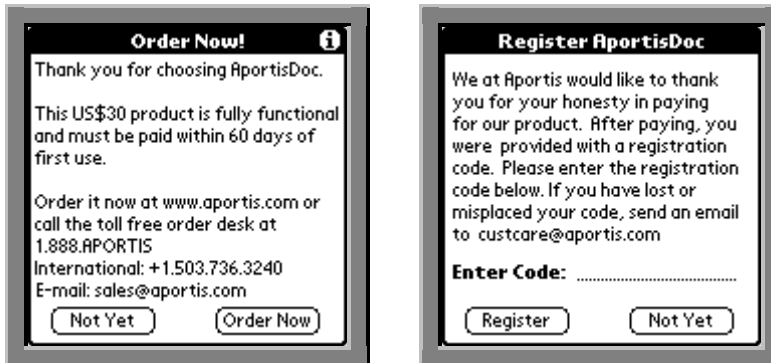 Order Now!
Thank you for choosing AportisDoc.
This US$30 product is fully functional
and must be paid within 60 days of
first use.
Order it now at www.aportis.com or
call the toll free order desk at
1.888.APORTIS
International: +1.503.736.3240
E-mail: sales@aportis.com
Not Yet
Order Now
Register AportisDoc
We at Aportis would like to thank
you for your honesty in paying
for our product. After paying, you
were provided with a registration
code. Please enter the registration
code below. If you have lost or
misplaced your code, send an email
to custcare@aportis.com
Enter Code:
Register
Not Yet